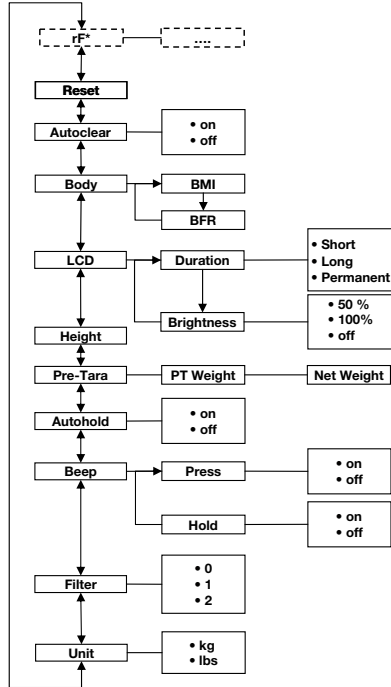 rF*
....
Reset
Autoclear
• on
• off
Body
BMI
BFR
LCD
Duration
• Short
• Long
• Permanent
Brightness
• 50 %
• 100%
• off
Height
Pre-Tara
PT Weight
Net Weight
Autohold
• on
• off
Beep
Press
• on
• off
Hold
• on
• off
Filter
• 0
• 1
• 2
Unit
• kg
• lbs